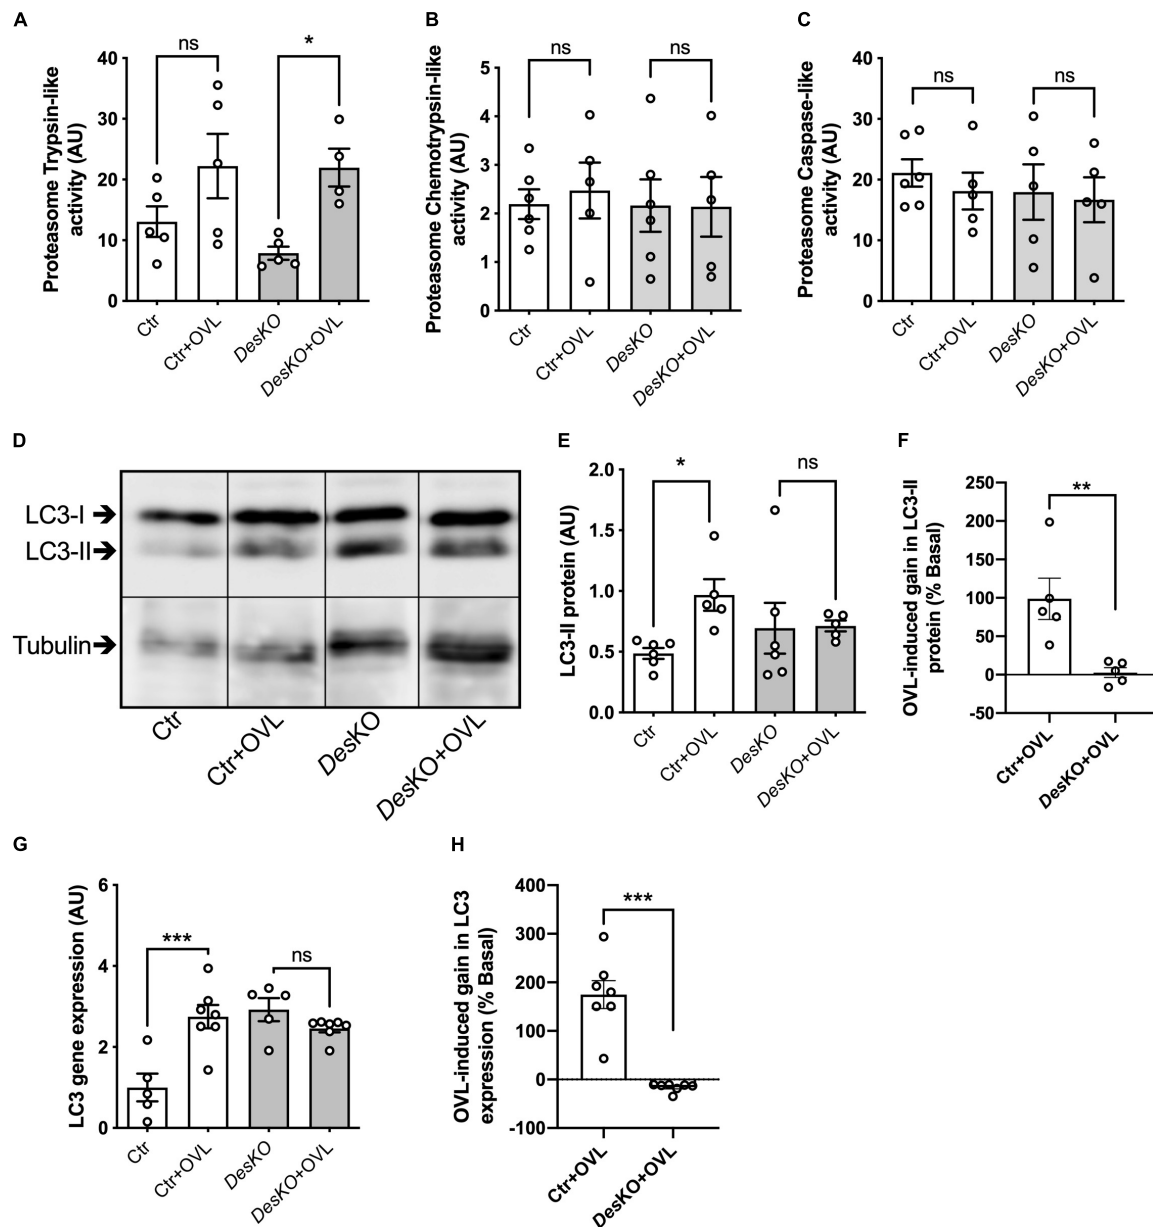 A
Proteasome Trypsin-like
activity (AU)
40
30
20
10
0
ns
*
Ctr
Ctr+OVL
DesKO
DesKO+OVL
B
Proteasome Chemotrypsin-like
activity (AU)
5
4
3
2
1
0
ns
ns
Ctr
Ctr+OVL
DesKO
DesKO+OVL
C
Proteasome Caspase-like
activity (AU)
40
30
20
10
0
ns
ns
Ctr
Ctr+OVL
DesKO
DesKO+OVL
D
LC3-I
LC3-II
Tubulin
Ctr
Ctr+OVL
DesKO
DesKO+OVL
E
LC3-II protein (AU)
2.0
1.5
1.0
0.5
0.0
*
ns
Ctr
Ctr+OVL
DesKO
DesKO+OVL
F
OVL-induced gain in LC3-II
protein (% Basal)
250
200
150
100
50
0
-50
**
Ctr+OVL
DesKO+OVL
G
LC3 gene expression (AU)
6
4
2
0
***
ns
Ctr
Ctr+OVL
DesKO
DesKO+OVL
H
OVL-induced gain in LC3
expression (% Basal)
400
300
200
100
0
-100
***
Ctr+OVL
DesKO+OVL